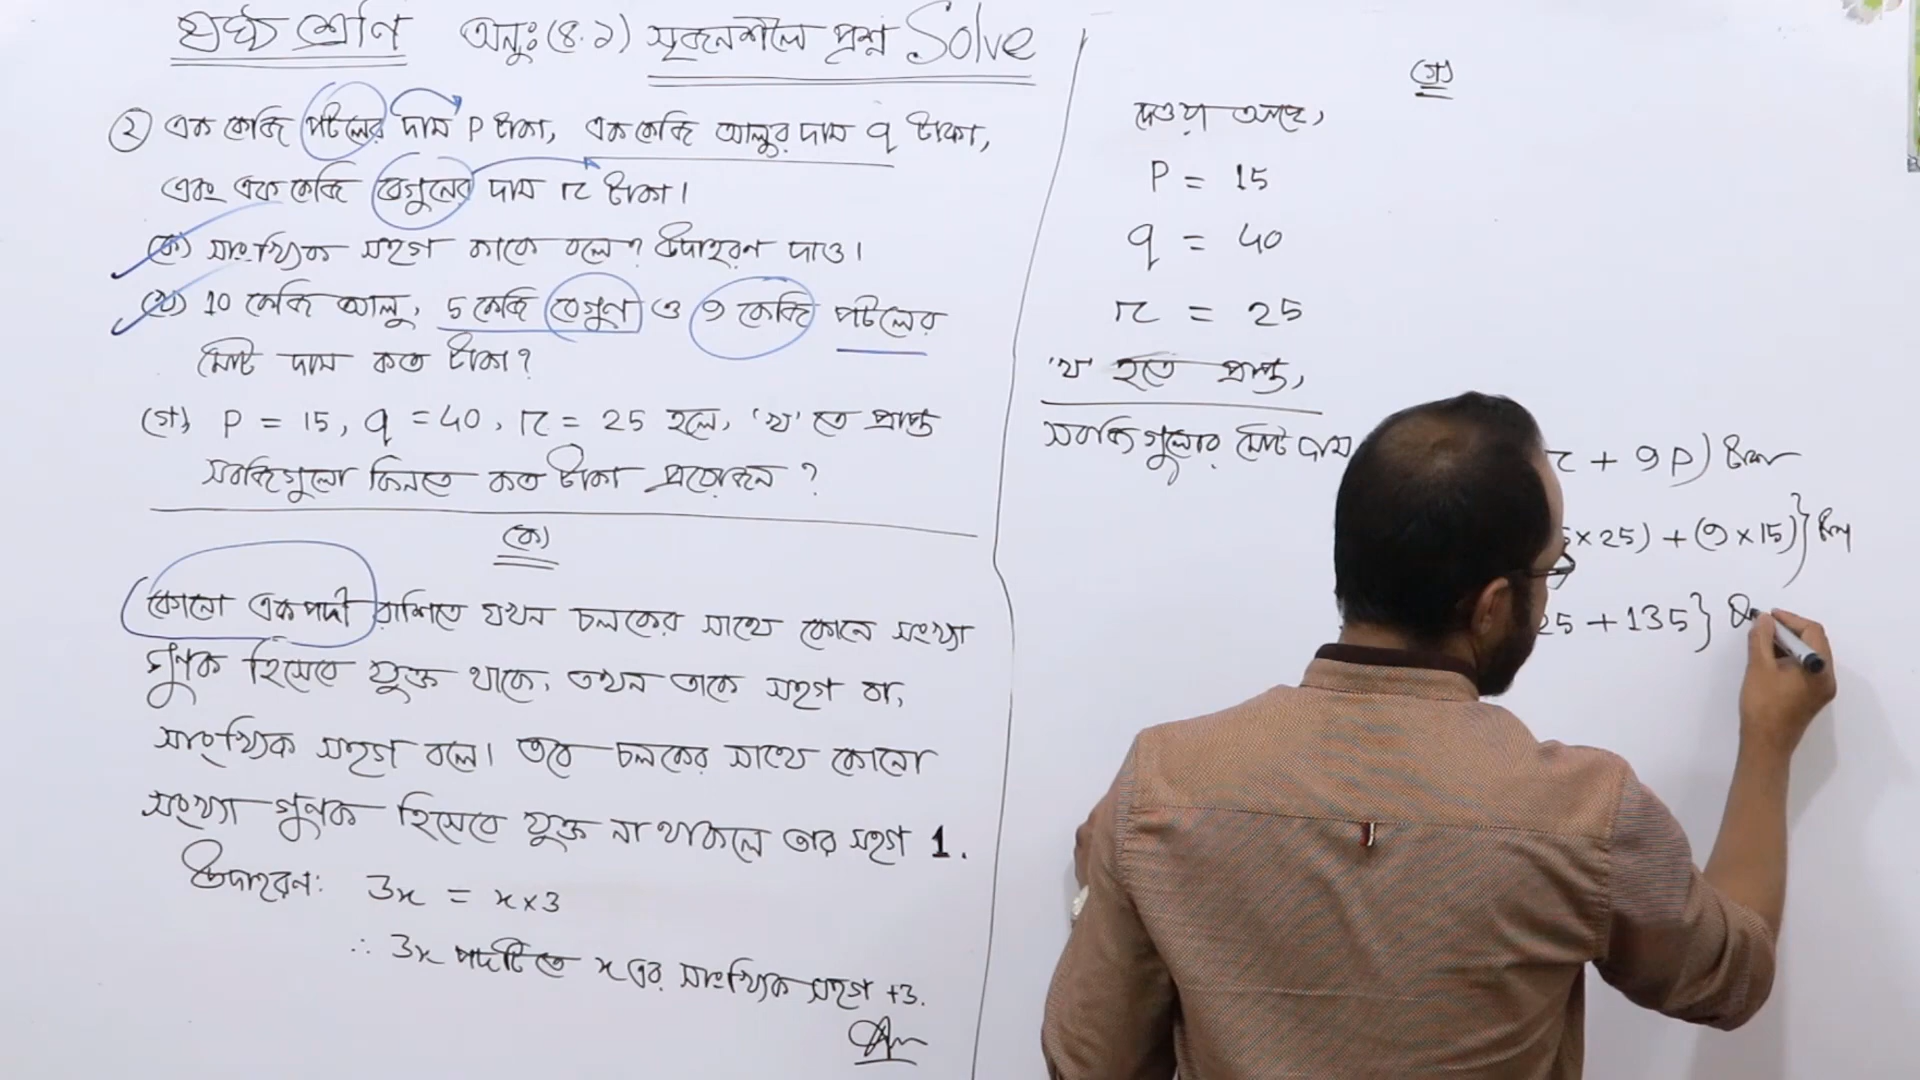 ষষ্ঠ শ্রেণি অনুঃ(৪.১) সৃজনশীল প্রশ্ন Solve
২ এক কেজি পটলের দাম p টাকা, এক কেজি আলুর দাম q টাকা,
এবং এক কেজি বেগুনের দাম r টাকা।
(ক) সাংখ্যিক সহগ কাকে বলে? উদাহরণ দাও।
(খ) 10 কেজি আলু, 5 কেজি বেগুণ ও 9 কেজি পটলের
মোট দাম কত টাকা?
(গ) p = 15, q = 40, r = 25 হলে, 'খ' তে প্রাপ্ত
সবজিগুলো কিনতে কত টাকা প্রয়োজন ?
(ক)
কোনো একপদী রাশিতে যখন চলকের সাথে কোন সংখ্যা
গুণক হিসেবে যুক্ত থাকে, তখন তাকে সহগ বা,
সাংখ্যিক সহগ বলে। তবে চলকের সাথে কোনো
সংখ্যা গুণক হিসেবে যুক্ত না থাকলে তার সহগ 1.
উদাহরণ: 3x = x×3
∴ 3x পদটিতে x এর সাংখ্যিক সহগ +3.
(গ)
দেওয়া আছে,
p = 15
q = 40
r = 25
'খ' হতে প্রাপ্ত,
সবজিগুলোর মোট দাম
+ 9p) টাকা
×25) + (9×15)}
25 + 135}